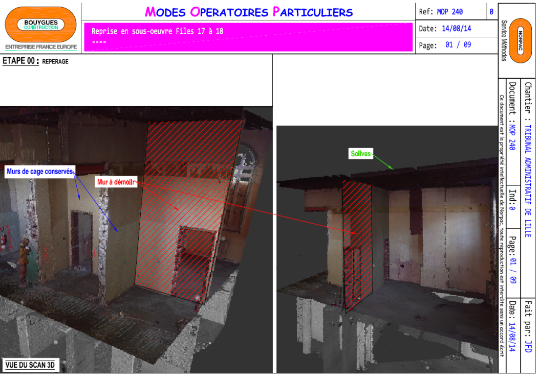 BOUYGUES
CONSTRUCTION
ENTREPRISE FRANCE EUROPE
MODES OPERATOIRES PARTICULIERS
Reprise en sous-oeuvre Files 17 à 18
----
Ref: MOP 240
0
Date: 14/08/14
Page: 01 / 09
NORPAC
Service Méthodes
ETAPE 00 : REPERAGE
Murs de cage conservés
Mur à démolir
Solives
VUE DU SCAN 3D
Chantier : TRIBUNAL ADMINISTRATIF DE LILLE
Fait par: JFD
Document : MOP 240
Ind: 0
Page: 01 / 09
Date: 14/08/14
Ce document est la propriété intellectuelle de Norpac, toute reproduction est interdite sans un accord écrit